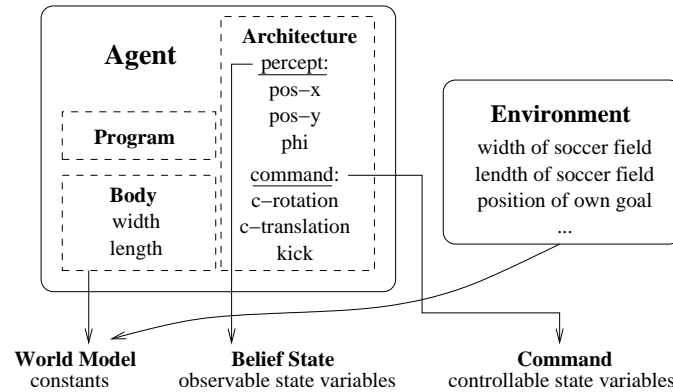 Agent
Architecture
percept:
pos−x
pos−y
phi
command:
c−rotation
c−translation
kick
Program
Body
width
length
Environment
width of soccer field
lendth of soccer field
position of own goal
...
World Model
constants
Belief State
observable state variables
Command
controllable state variables